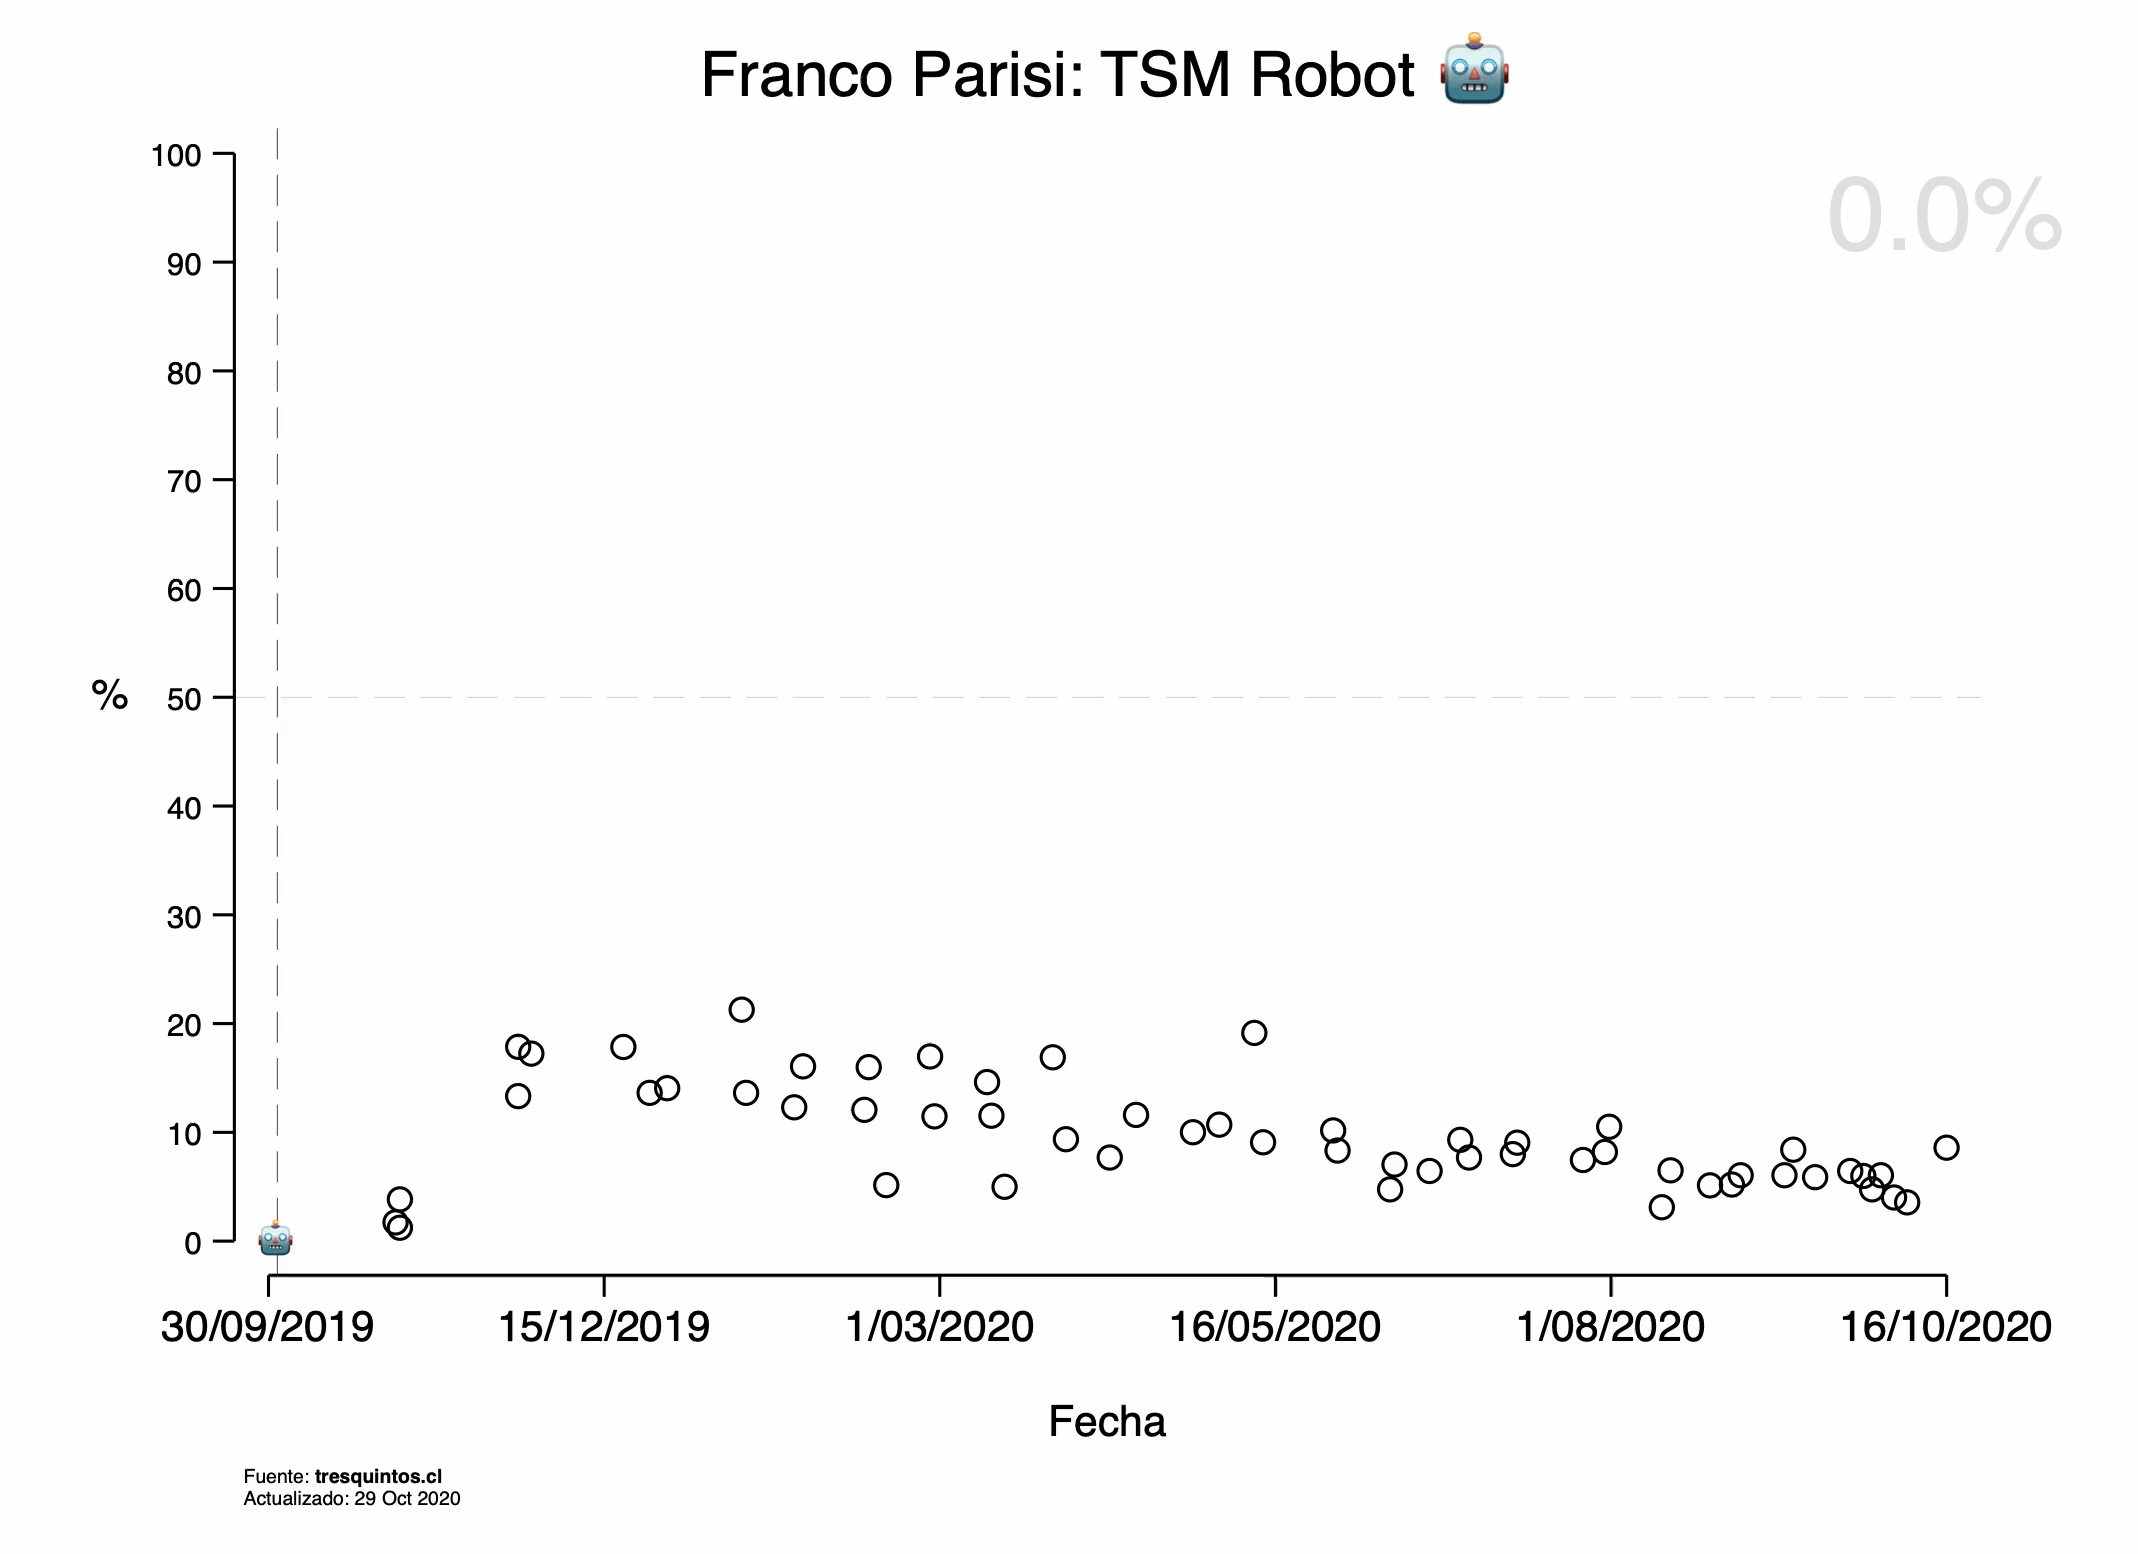 Franco Parisi: TSM Robot 🤖
0.0%
100
90
80
70
60
% 50
40
30
20
10
0
30/09/2019 15/12/2019 1/03/2020 16/05/2020 1/08/2020 16/10/2020
Fecha
Fuente: tresquintos.cl
Actualizado: 29 Oct 2020